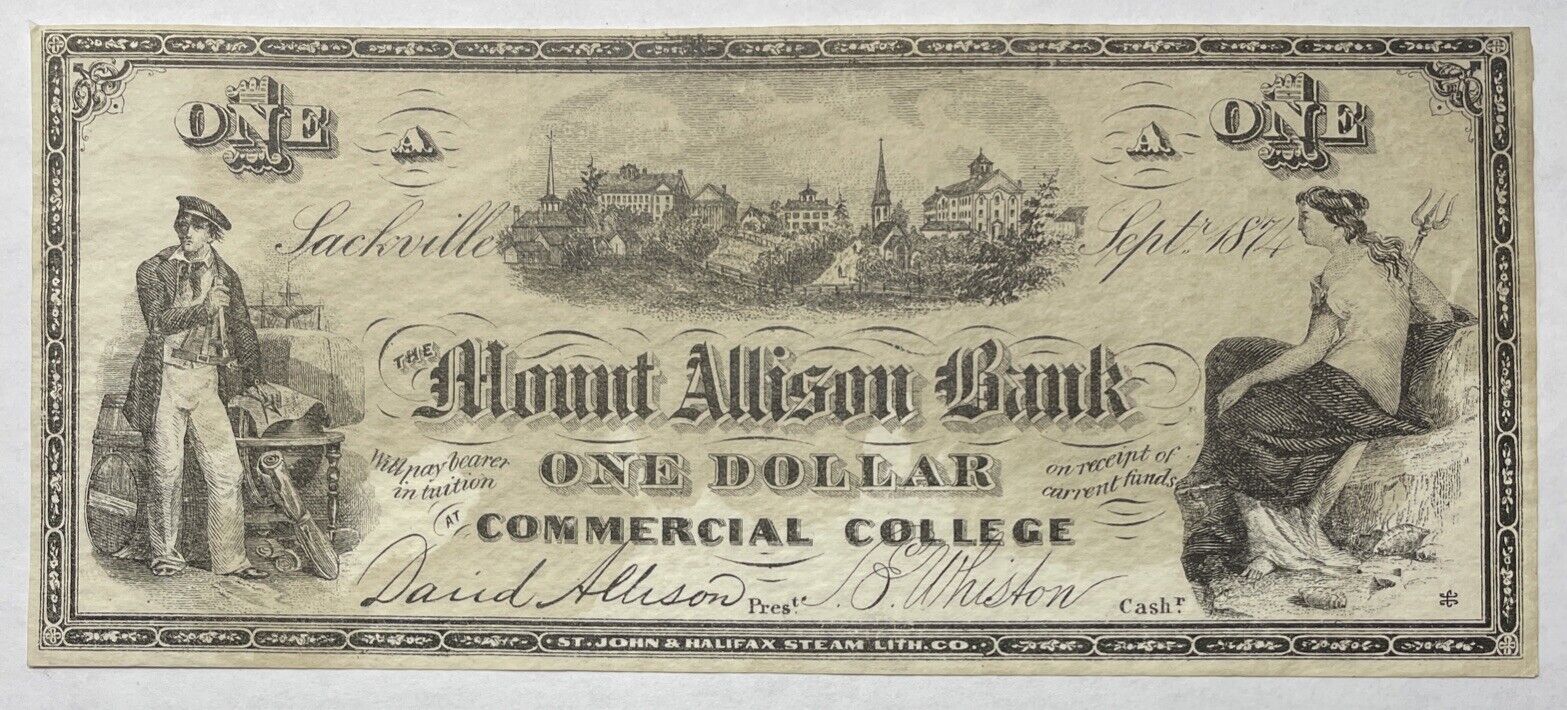 ONE A A ONE
Sackville Septr. 1874
THE Mount Allison Bank
Will pay bearer in tuition ONE DOLLAR on receipt of current funds
AT COMMERCIAL COLLEGE
David Allison Prest. S. E. Whiston Cashr.
ST. JOHN & HALIFAX STEAM LITH. CO.